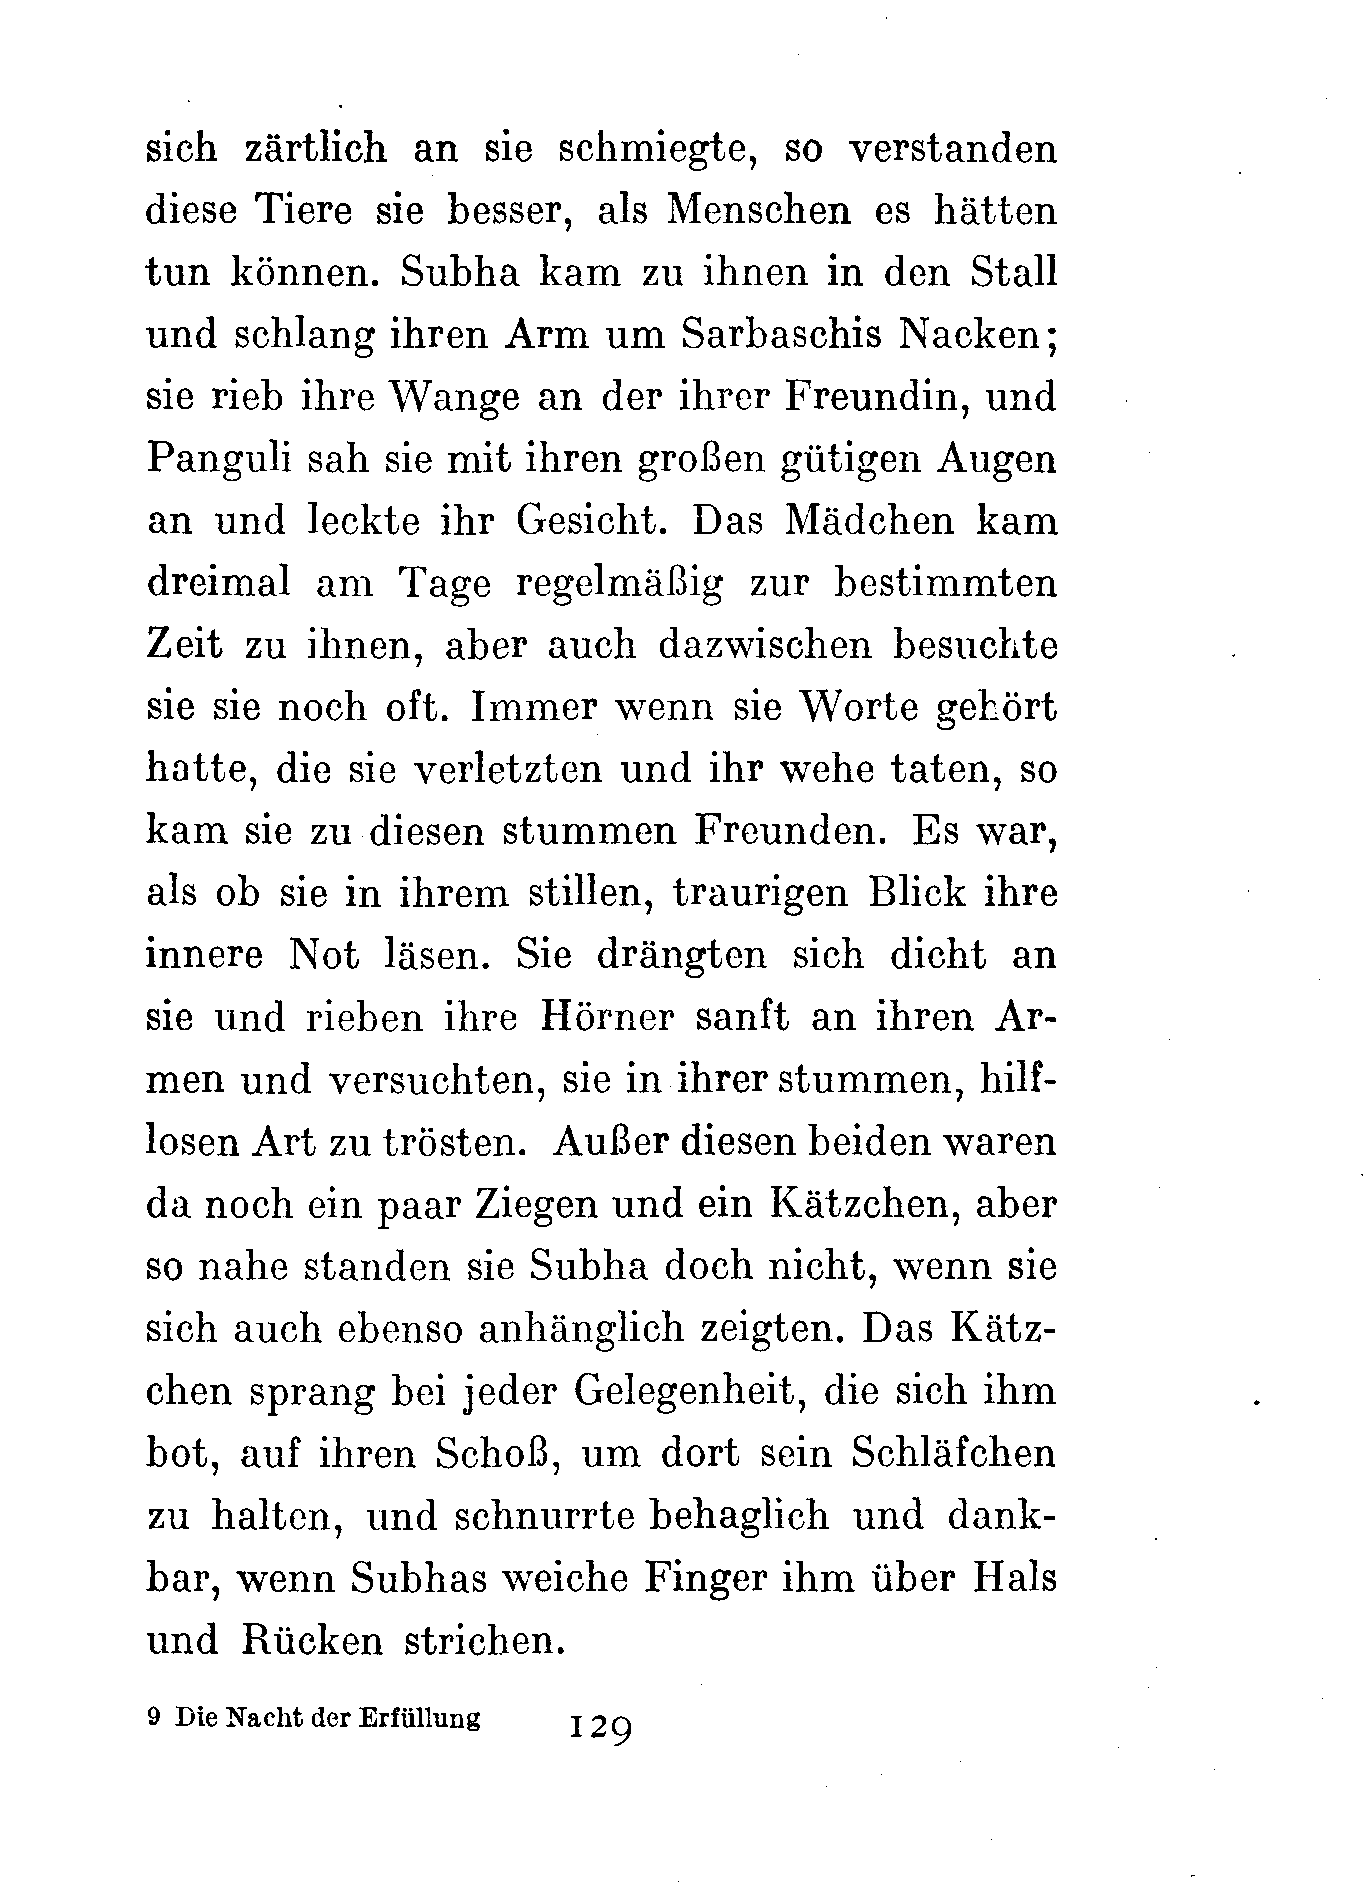 sich zärtlich an sie schmiegte, so verstanden
diese Tiere sie besser, als Menschen es hätten
tun können. Subha kam zu ihnen in den Stall
und schlang ihren Arm um Sarbaschis Nacken;
sie rieb ihre Wange an der ihrer Freundin, und
Panguli sah sie mit ihren großen gütigen Augen
an und leckte ihr Gesicht. Das Mädchen kam
dreimal am Tage regelmäßig zur bestimmten
Zeit zu ihnen, aber auch dazwischen besuchte
sie sie noch oft. Immer wenn sie Worte gehört
hatte, die sie verletzten und ihr wehe taten, so
kam sie zu diesen stummen Freunden. Es war,
als ob sie in ihrem stillen, traurigen Blick ihre
innere Not läsen. Sie drängten sich dicht an
sie und rieben ihre Hörner sanft an ihren Ar-
men und versuchten, sie in ihrer stummen, hilf-
losen Art zu trösten. Außer diesen beiden waren
da noch ein paar Ziegen und ein Kätzchen, aber
so nahe standen sie Subha doch nicht, wenn sie
sich auch ebenso anhänglich zeigten. Das Kätz-
chen sprang bei jeder Gelegenheit, die sich ihm
bot, auf ihren Schoß, um dort sein Schläfchen
zu halten, und schnurrte behaglich und dank-
bar, wenn Subhas weiche Finger ihm über Hals
und Rücken strichen.
9 Die Nacht der Erfüllung 129